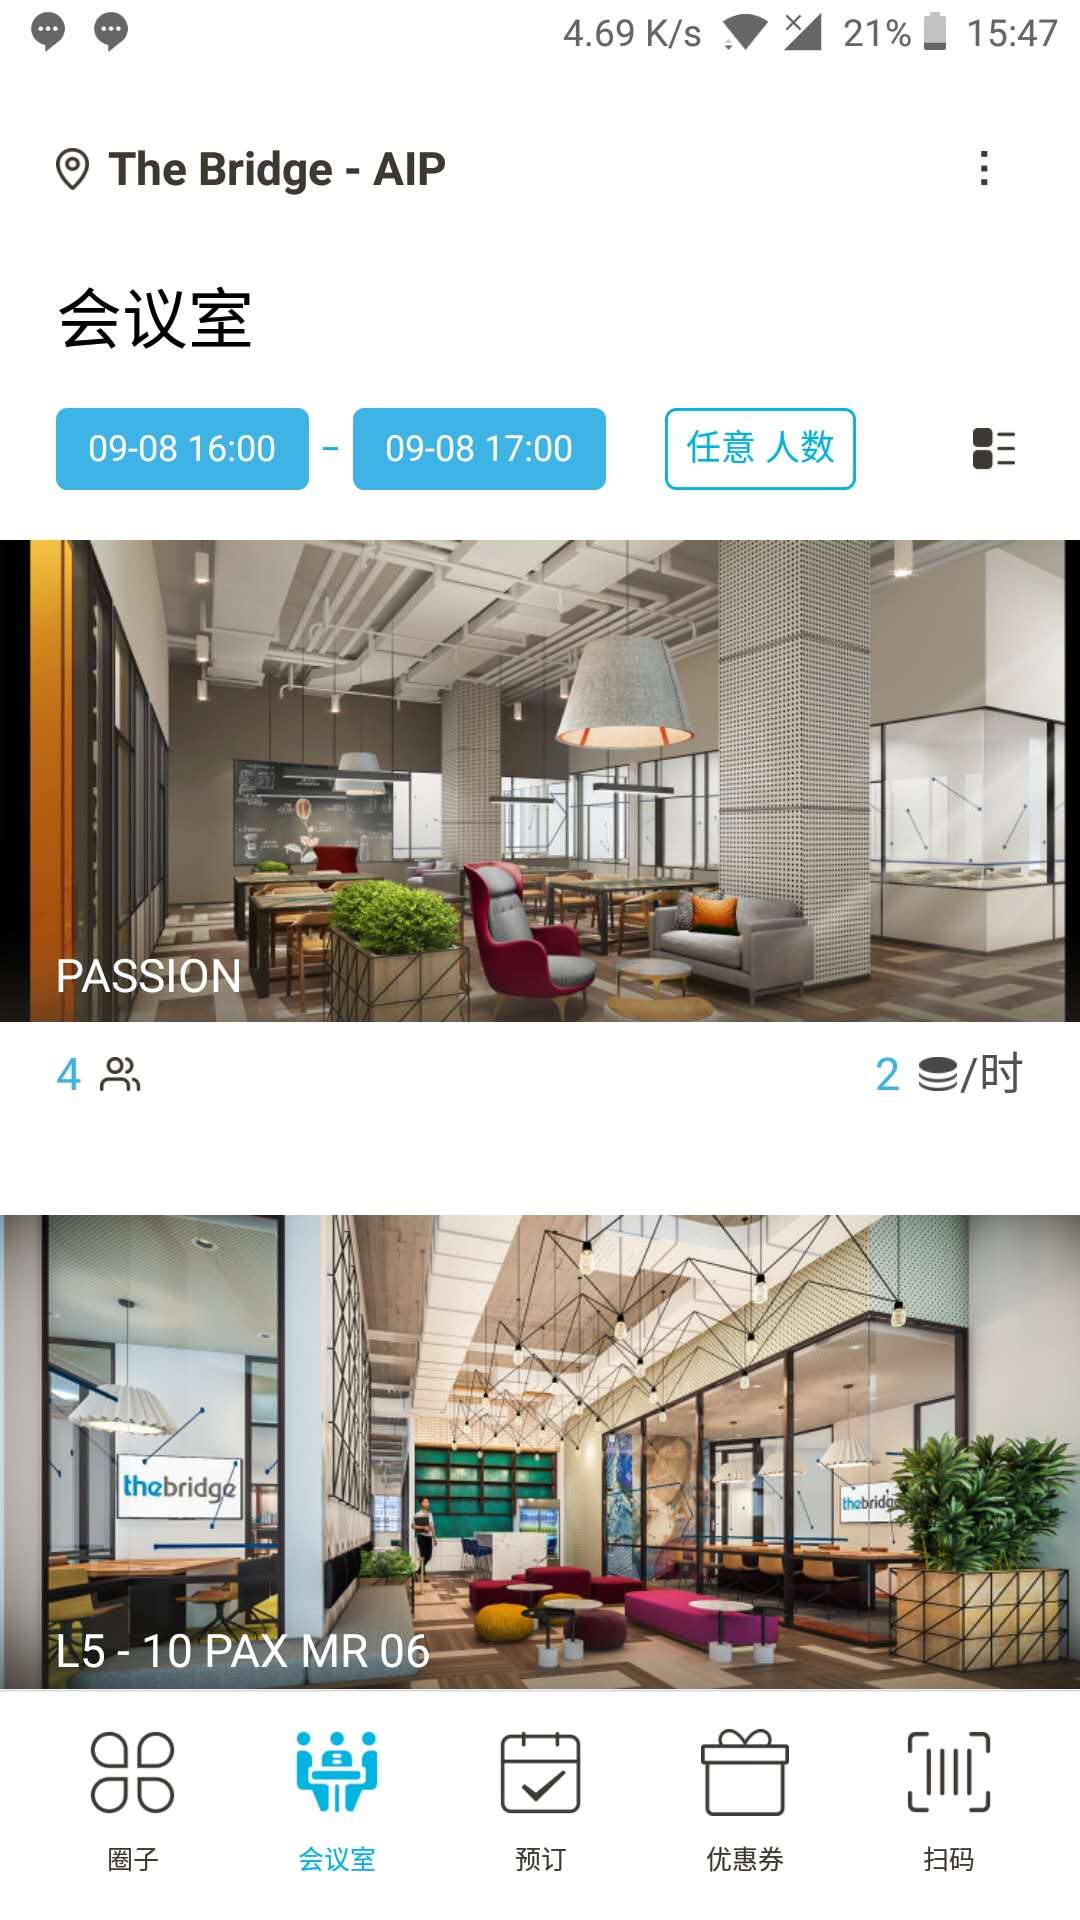 4.69 K/s 21% 15:47
The Bridge - AIP
会议室
09-08 16:00 - 09-08 17:00 任意 人数
PASSION
4 2 /时
thebridge
thebridg
L5 - 10 PAX MR 06
圈子 会议室 预订 优惠券 扫码